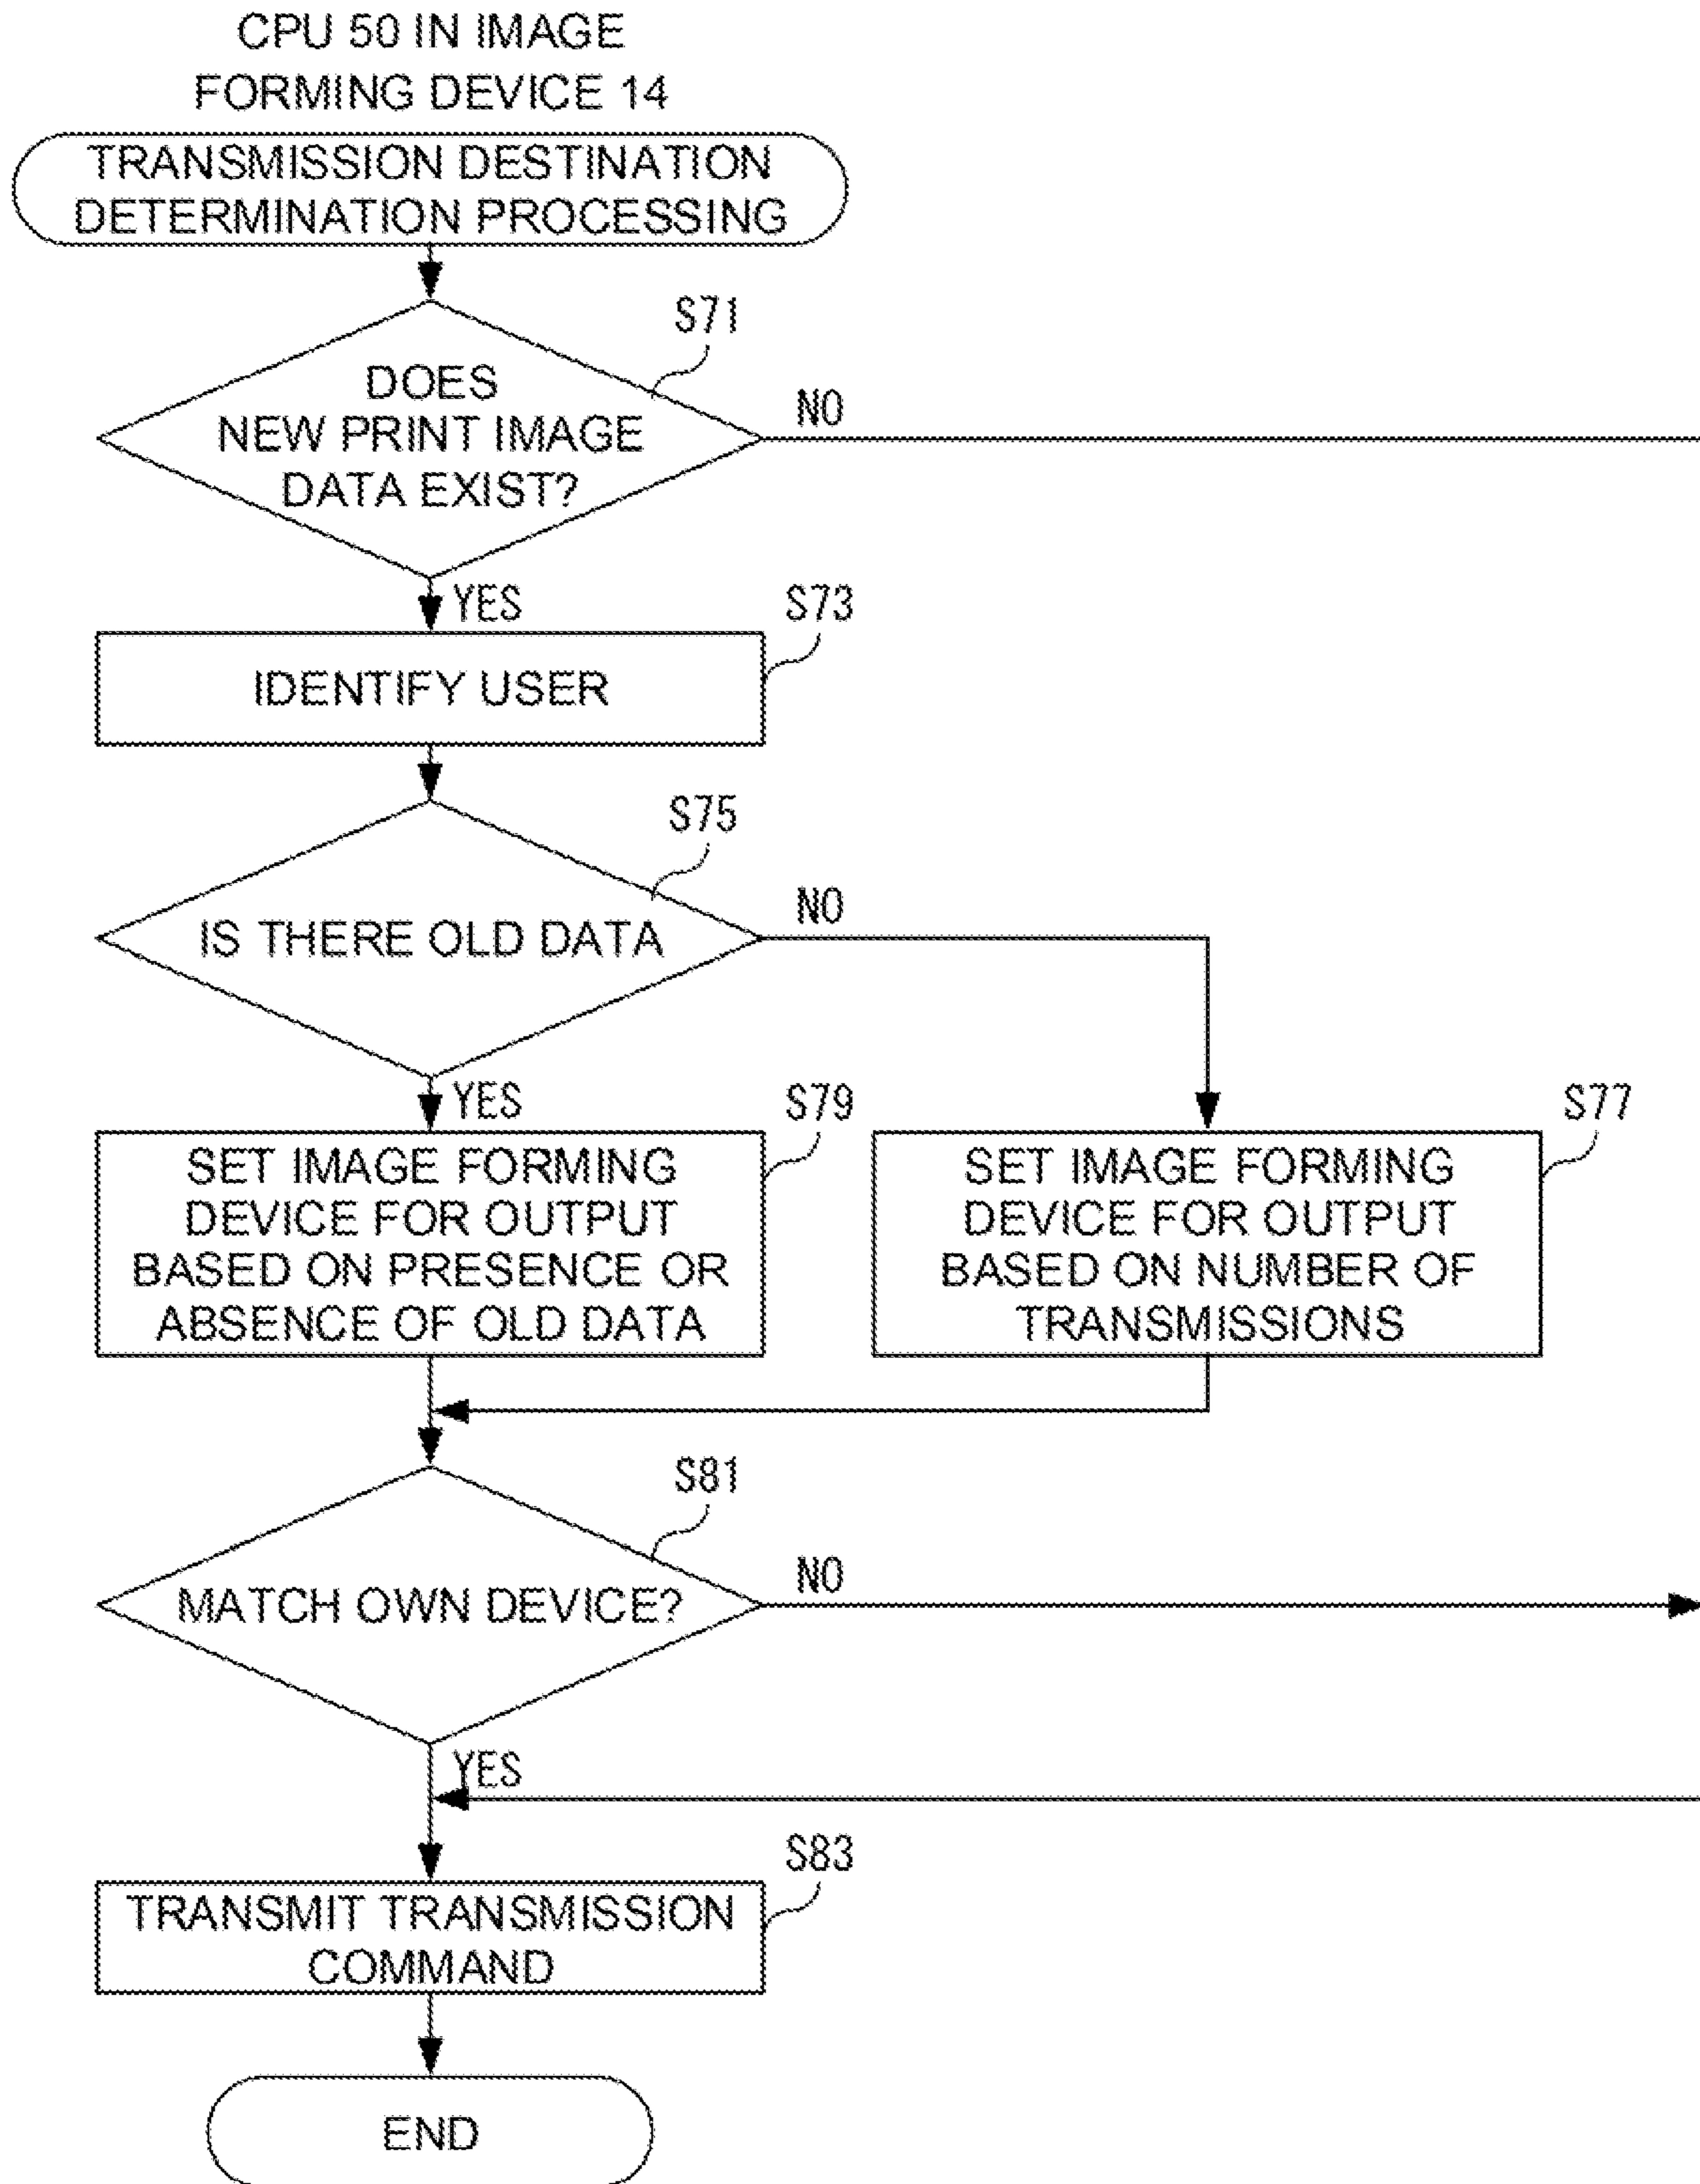 CPU 50 IN IMAGE
FORMING DEVICE 14
TRANSMISSION DESTINATION
DETERMINATION PROCESSING
S71
DOES
NEW PRINT IMAGE
DATA EXIST?
NO
YES
S73
IDENTIFY USER
S75
IS THERE OLD DATA
NO
YES
S79
SET IMAGE FORMING
DEVICE FOR OUTPUT
BASED ON PRESENCE OR
ABSENCE OF OLD DATA
S77
SET IMAGE FORMING
DEVICE FOR OUTPUT
BASED ON NUMBER OF
TRANSMISSIONS
S81
MATCH OWN DEVICE?
NO
YES
S83
TRANSMIT TRANSMISSION
COMMAND
END